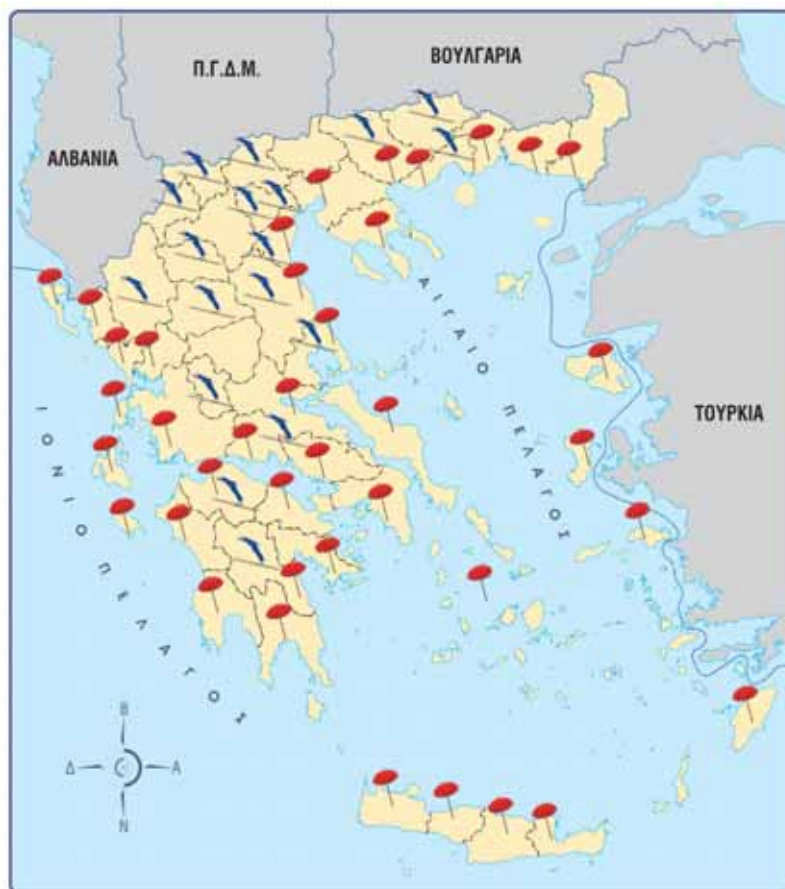 Π.Γ.Δ.Μ.
ΒΟΥΛΓΑΡΙΑ
ΑΛΒΑΝΙΑ
ΑΙΓΑΙΟ ΠΕΛΑΓΟΣ
ΤΟΥΡΚΙΑ
ΙΟΝΙΟ ΠΕΛΑΓΟΣ
Β
Δ Α
Ν